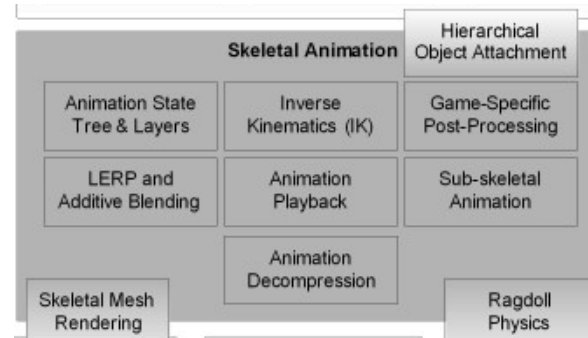 Skeletal Animation
Hierarchical
Object Attachment
Animation State
Tree & Layers
Inverse
Kinematics (IK)
Game-Specific
Post-Processing
LERP and
Additive Blending
Animation
Playback
Sub-skeletal
Animation
Animation
Decompression
Skeletal Mesh
Rendering
Ragdoll
Physics